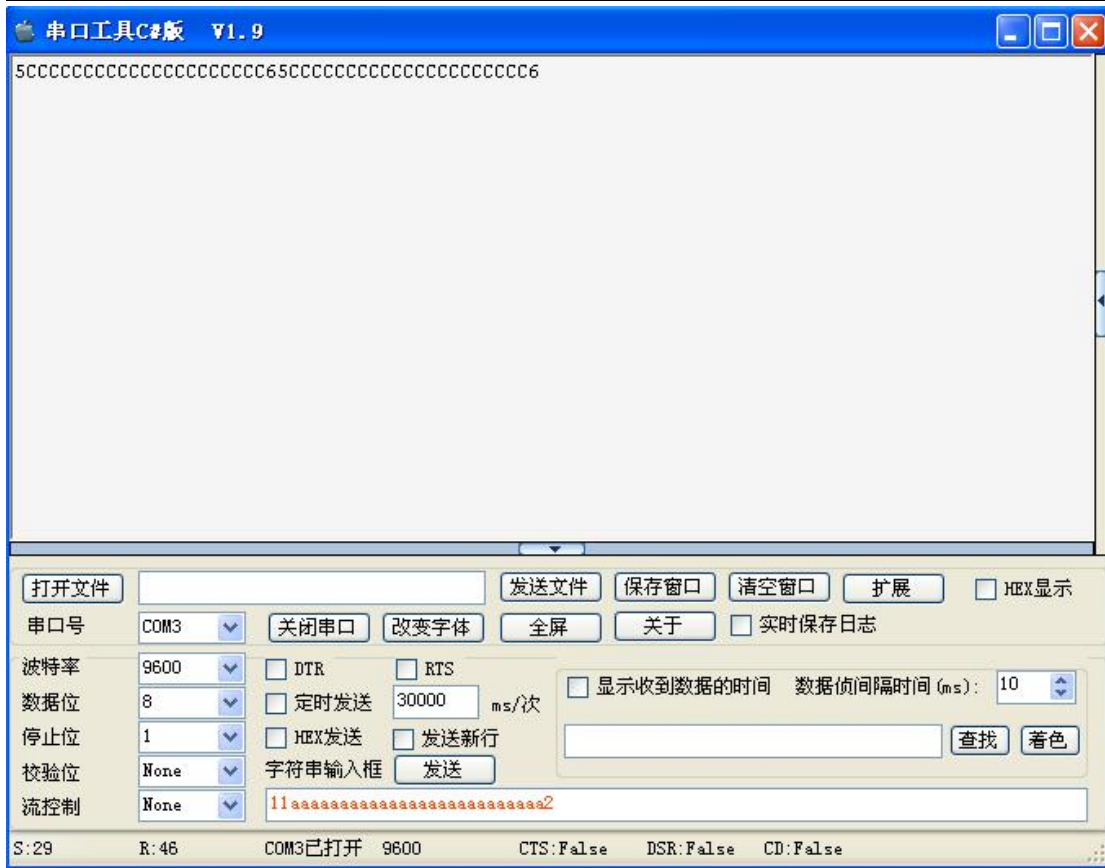 串口工具C#版 V1.9
5CCCCCCCCCCCCCCCCCCCCC65CCCCCCCCCCCCCCCCCCCCC6
打开文件 发送文件 保存窗口 清空窗口 扩展 HEX显示
串口号 COM3 关闭串口 改变字体 全屏 关于 实时保存日志
波特率 9600 DTR RTS
显示收到数据的时间 数据侦间隔时间(ms): 10
数据位 8 定时发送 30000 ms/次
停止位 1 HEX发送 发送新行 查找 着色
校验位 None 字符串输入框 发送
流控制 None 11aaaaaaaaaaaaaaaaaaaaaaaaaa2
S:29 R:46 COM3已打开 9600 CTS:False DSR:False CD:False